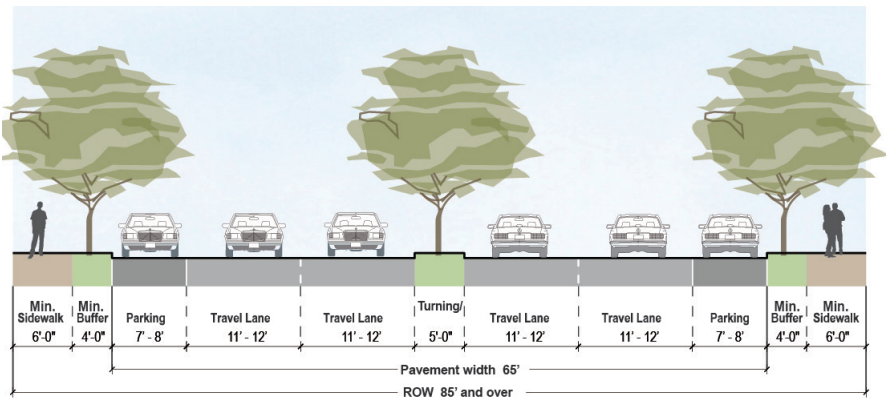 Min.
Sidewalk
6'-0"
Min.
Buffer
4'-0"
Parking
7' - 8'
Travel Lane
11' - 12'
Travel Lane
11' - 12'
Turning/
5'-0"
Travel Lane
11' - 12'
Travel Lane
11' - 12'
Parking
7' - 8'
Min.
Buffer
4'-0"
Min.
Sidewalk
6'-0"
Pavement width 65'
ROW 85' and over